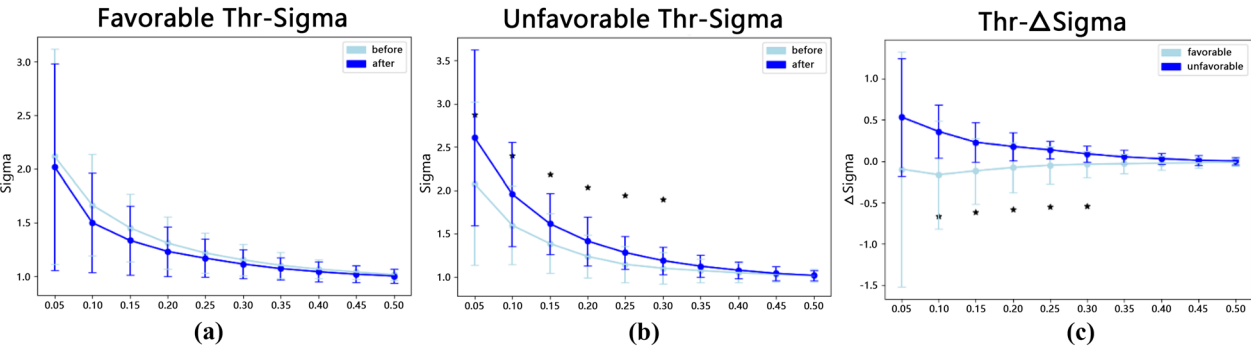 Favorable Thr-Sigma
Sigma
3.0
2.5
2.0
1.5
1.0
before
after
0.05 0.10 0.15 0.20 0.25 0.30 0.35 0.40 0.45 0.50
(a)
Unfavorable Thr-Sigma
Sigma
3.5
3.0
2.5
2.0
1.5
1.0
before
after
0.05 0.10 0.15 0.20 0.25 0.30 0.35 0.40 0.45 0.50
(b)
Thr-ΔSigma
ΔSigma
1.0
0.5
0.0
-0.5
-1.0
-1.5
favorable
unfavorable
0.05 0.10 0.15 0.20 0.25 0.30 0.35 0.40 0.45 0.50
(c)